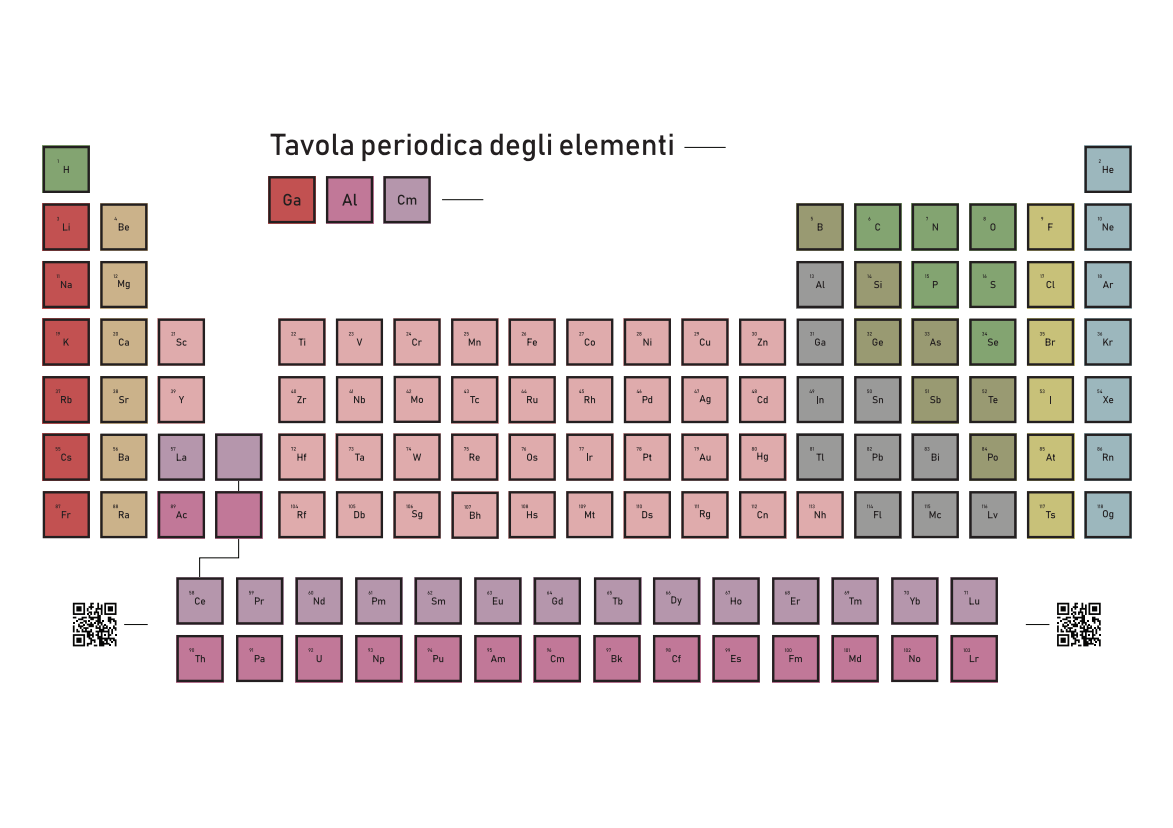 Tavola periodica degli elementi
1 H
2 He
Ga Al Cm
3 Li 4 Be 5 B 6 C 7 N 8 O 9 F 10 Ne
11 Na 12 Mg 13 Al 14 Si 15 P 16 S 17 Cl 18 Ar
19 K 20 Ca 21 Sc 22 Ti 23 V 24 Cr 25 Mn 26 Fe 27 Co 28 Ni 29 Cu 30 Zn 31 Ga 32 Ge 33 As 34 Se 35 Br 36 Kr
37 Rb 38 Sr 39 Y 40 Zr 41 Nb 42 Mo 43 Tc 44 Ru 45 Rh 46 Pd 47 Ag 48 Cd 49 In 50 Sn 51 Sb 52 Te 53 I 54 Xe
55 Cs 56 Ba 57 La 72 Hf 73 Ta 74 W 75 Re 76 Os 77 Ir 78 Pt 79 Au 80 Hg 81 Tl 82 Pb 83 Bi 84 Po 85 At 86 Rn
87 Fr 88 Ra 89 Ac 104 Rf 105 Db 106 Sg 107 Bh 108 Hs 109 Mt 110 Ds 111 Rg 112 Cn 113 Nh 114 Fl 115 Mc 116 Lv 117 Ts 118 Og
58 Ce 59 Pr 60 Nd 61 Pm 62 Sm 63 Eu 64 Gd 65 Tb 66 Dy 67 Ho 68 Er 69 Tm 70 Yb 71 Lu
90 Th 91 Pa 92 U 93 Np 94 Pu 95 Am 96 Cm 97 Bk 98 Cf 99 Es 100 Fm 101 Md 102 No 103 Lr